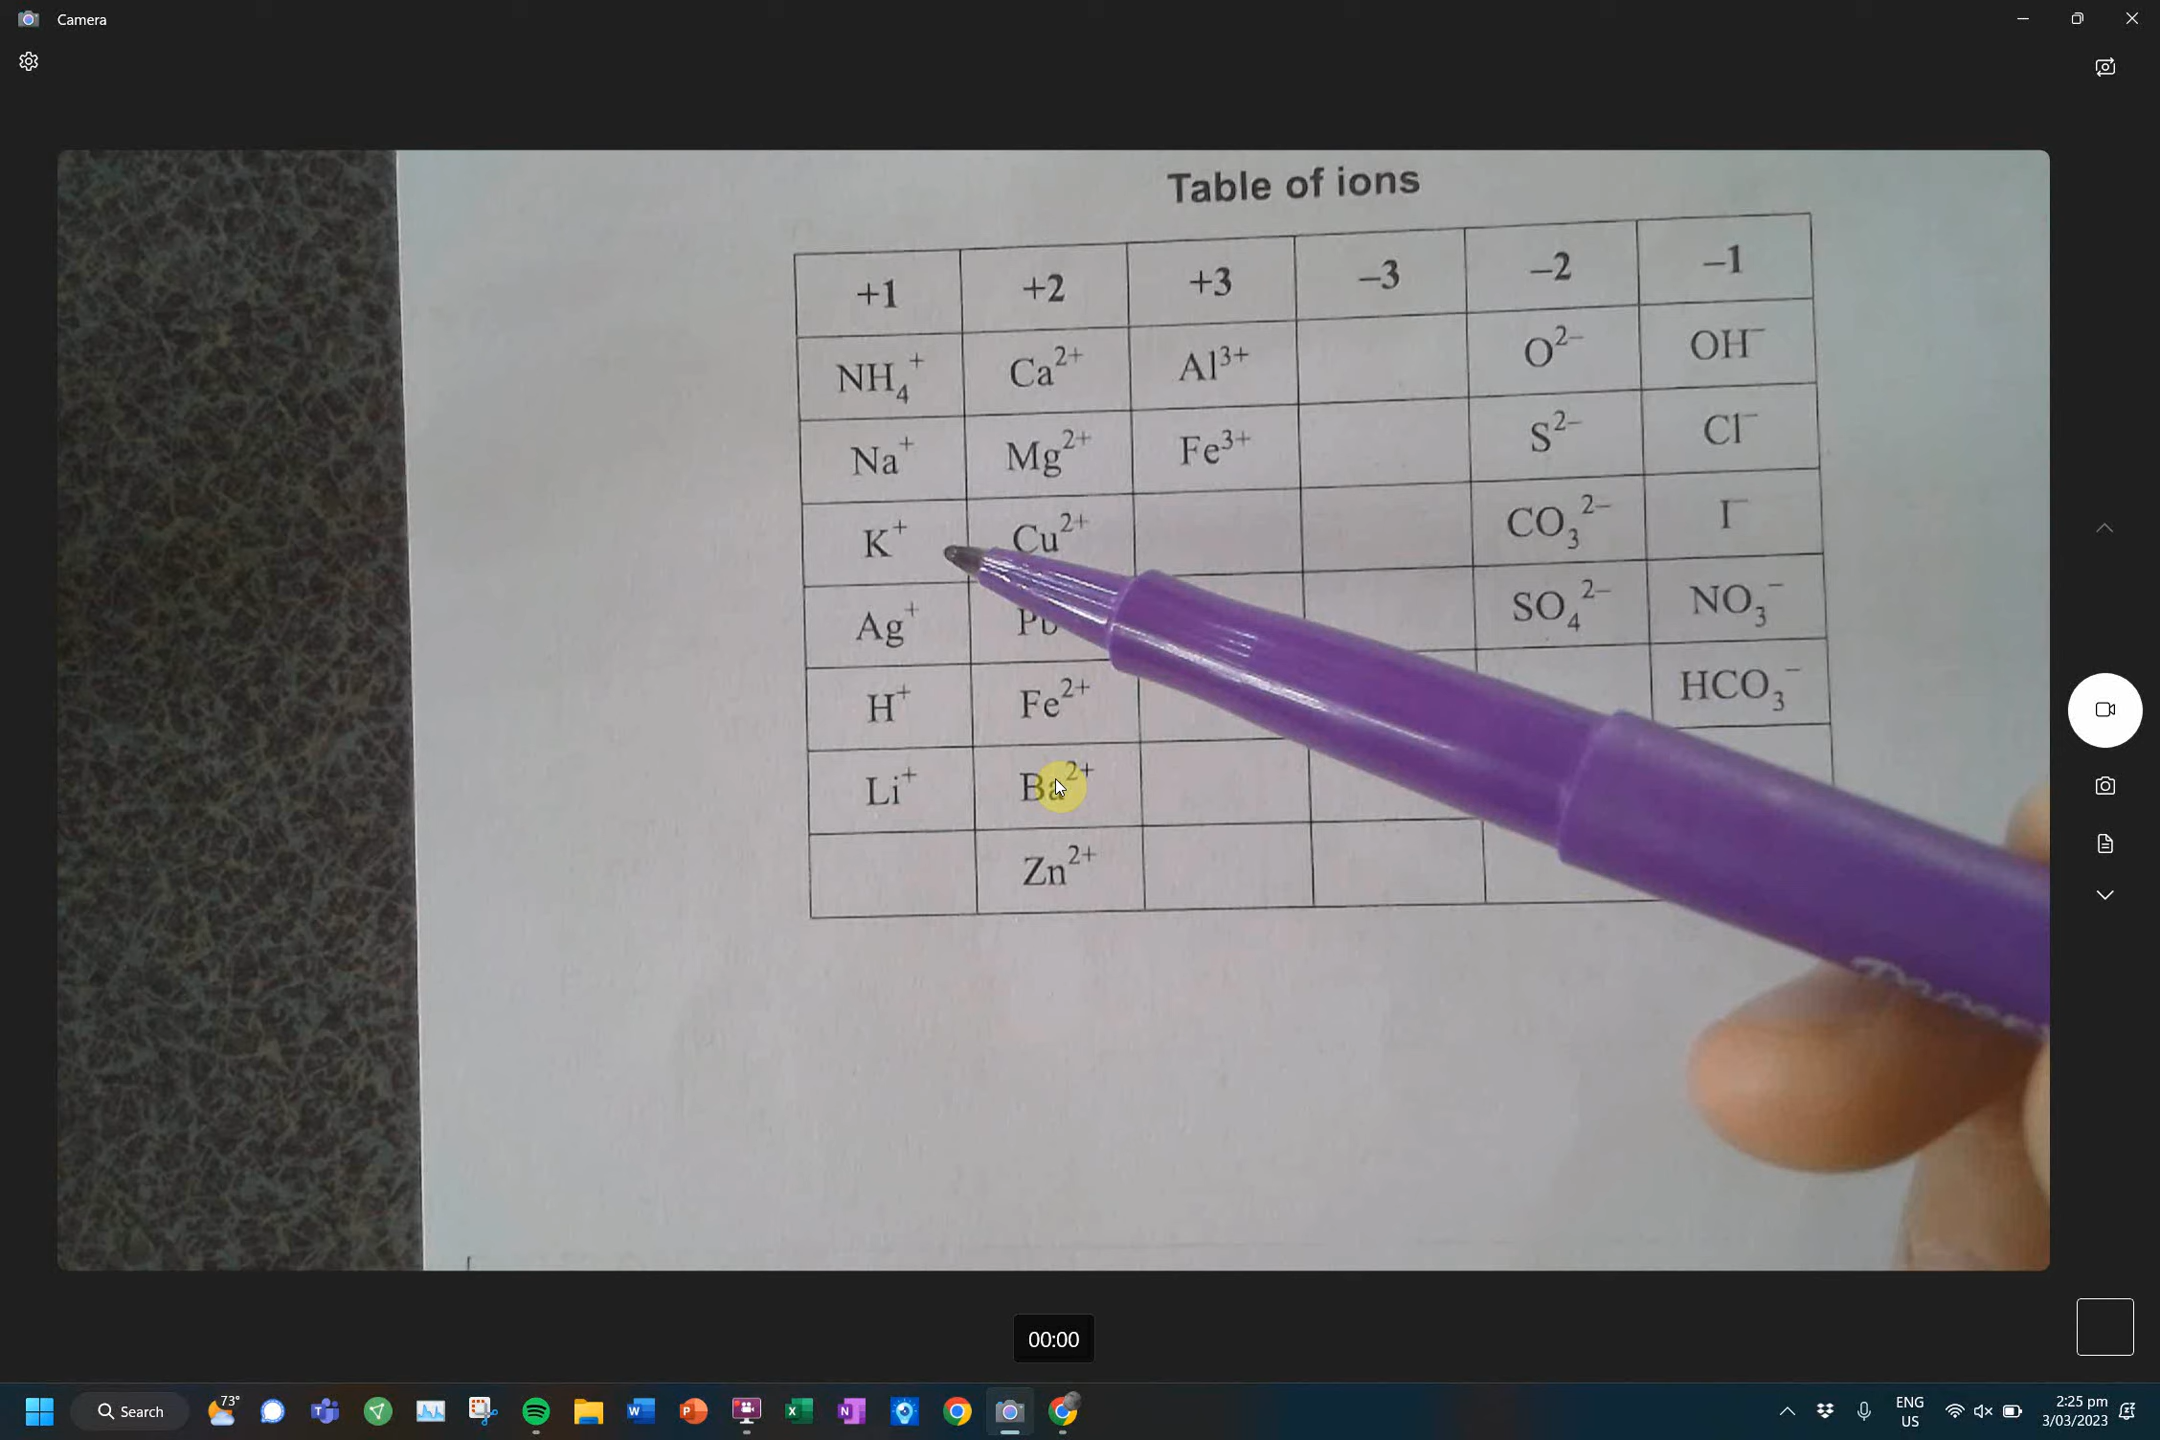 Camera
Table of ions
+1 +2 +3 –3 –2 –1
NH₄⁺ Ca²⁺ Al³⁺ O²⁻ OH⁻
Na⁺ Mg²⁺ Fe³⁺ S²⁻ Cl⁻
K⁺ Cu²⁺ CO₃²⁻ I⁻
Ag⁺ Pb SO₄²⁻ NO₃⁻
H⁺ Fe²⁺ HCO₃⁻
Li⁺ Ba²⁺
Zn²⁺
00:00
73°
Search
ENG
US
2:25 pm
3/03/2023